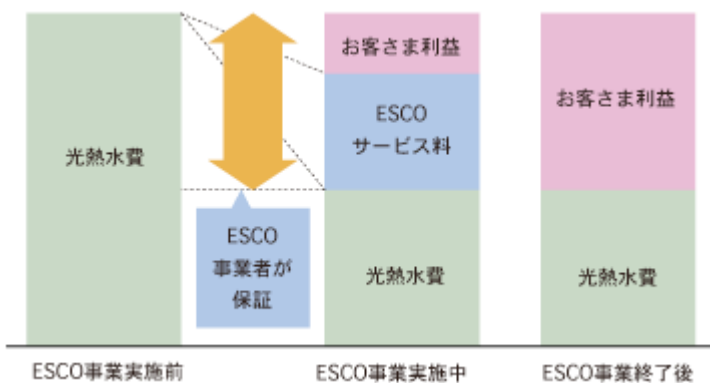 光熱水費
ESCO
事業者が
保証
お客さま利益
ESCO
サービス料
光熱水費
お客さま利益
光熱水費
ESCO事業実施前
ESCO事業実施中
ESCO事業終了後